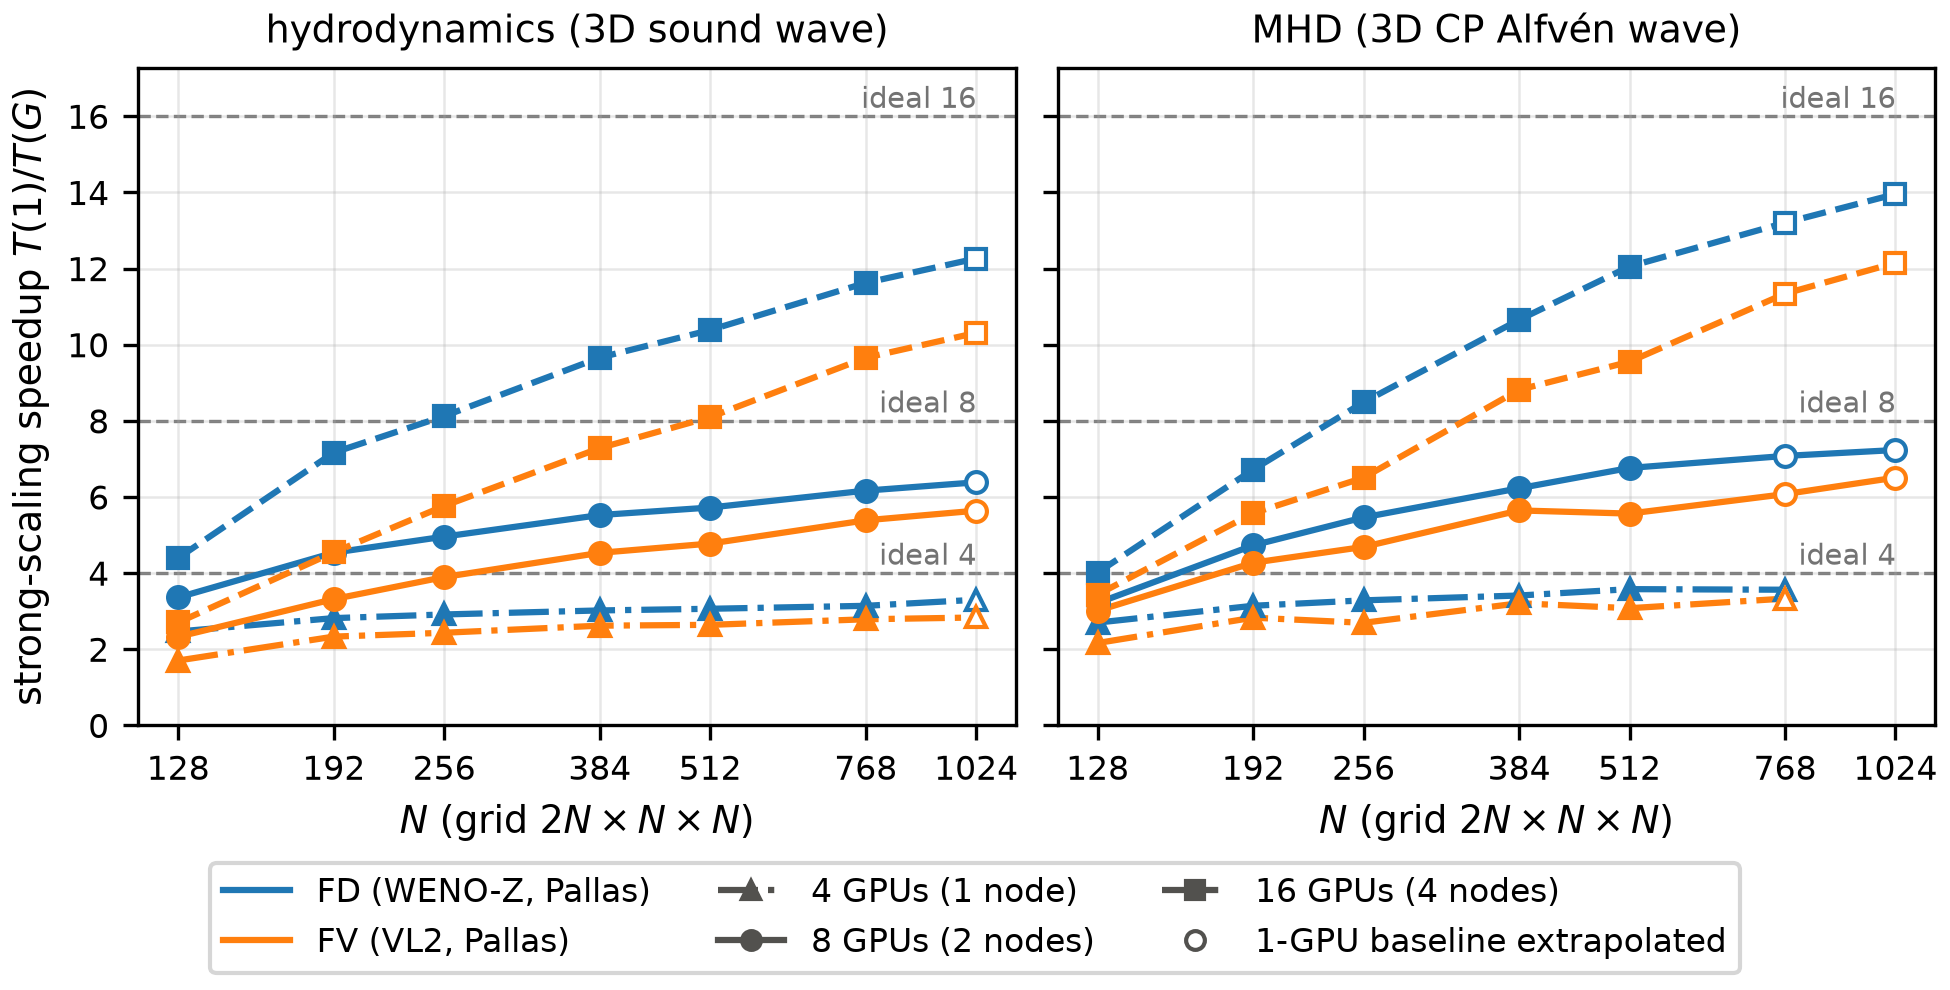 hydrodynamics (3D sound wave)
MHD (3D CP Alfvén wave)
strong-scaling speedup T(1)/T(G)
16
14
12
10
8
6
4
2
0
ideal 16
ideal 8
ideal 4
ideal 16
ideal 8
ideal 4
128 192 256 384 512 768 1024
128 192 256 384 512 768 1024
N (grid 2N × N × N)
N (grid 2N × N × N)
FD (WENO-Z, Pallas)
FV (VL2, Pallas)
4 GPUs (1 node)
8 GPUs (2 nodes)
16 GPUs (4 nodes)
1-GPU baseline extrapolated